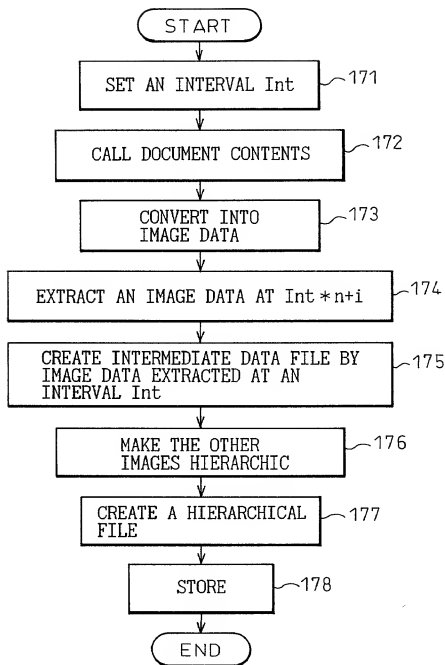 START
SET AN INTERVAL Int
171
CALL DOCUMENT CONTENTS
172
CONVERT INTO
IMAGE DATA
173
EXTRACT AN IMAGE DATA AT Int*n+i
174
CREATE INTERMEDIATE DATA FILE BY
IMAGE DATA EXTRACTED AT AN
INTERVAL Int
175
MAKE THE OTHER
IMAGES HIERARCHIC
176
CREATE A HIERARCHICAL
FILE
177
STORE
178
END